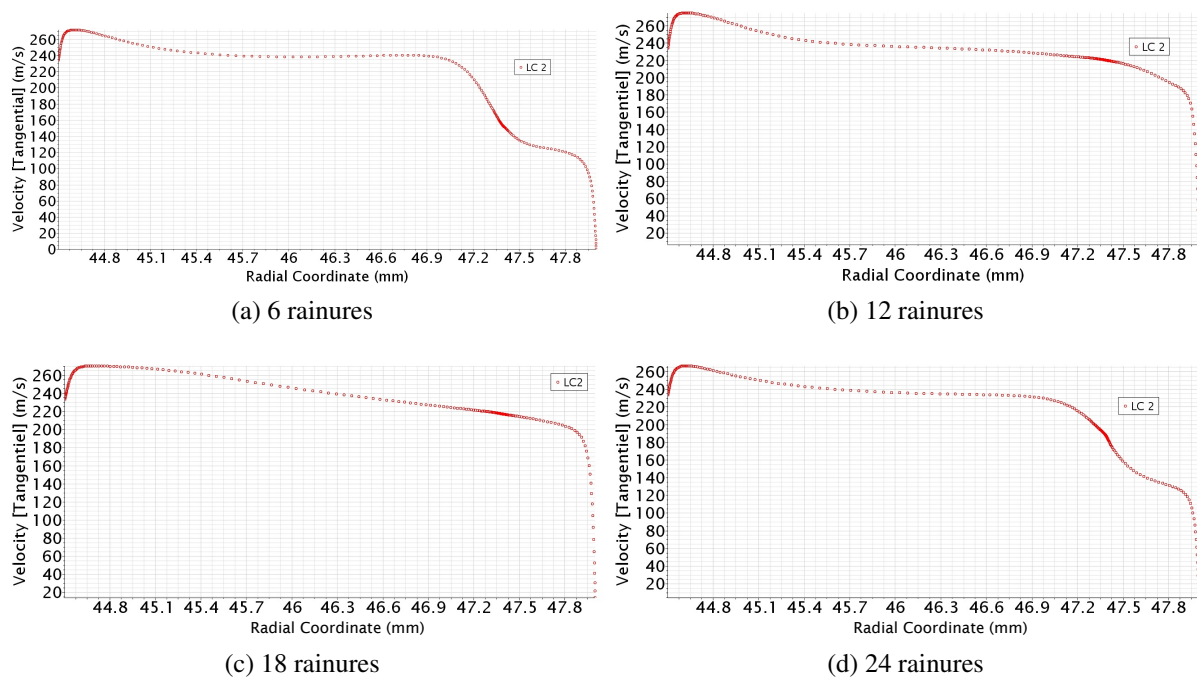 Velocity [Tangential] (m/s)
260
240
220
200
180
160
140
120
100
80
60
40
20
0
LC 2
44.8 45.1 45.4 45.7 46 46.3 46.6 46.9 47.2 47.5 47.8
Radial Coordinate (mm)
(a) 6 rainures
Velocity [Tangentiel] (m/s)
260
240
220
200
180
160
140
120
100
80
60
40
20
LC 2
44.8 45.1 45.4 45.7 46 46.3 46.6 46.9 47.2 47.5 47.8
Radial Coordinate (mm)
(b) 12 rainures
Velocity [Tangentiel] (m/s)
260
240
220
200
180
160
140
120
100
80
60
40
20
LC2
44.8 45.1 45.4 45.7 46 46.3 46.6 46.9 47.2 47.5 47.8
Radial Coordinate (mm)
(c) 18 rainures
Velocity [Tangentiel] (m/s)
260
240
220
200
180
160
140
120
100
80
60
40
20
LC 2
44.8 45.1 45.4 45.7 46 46.3 46.6 46.9 47.2 47.5 47.8
Radial Coordinate (mm)
(d) 24 rainures